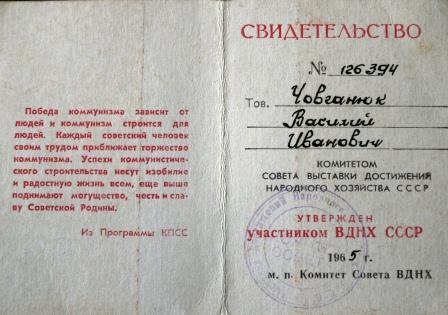 Победа коммунизма зависит от
людей и коммунизм строится для
людей. Каждый советский человек
своим трудом приближает торжество
коммунизма. Успехи коммунистиче-
ского строительства несут изобилие
и радостную жизнь всем, еще выше
поднимают могущество, честь и сла-
ву Советской Родины.
Из Программы КПСС
СВИДЕТЕЛЬСТВО
№ 126394
Тов. Човганюк
Василий
Иванович
КОМИТЕТОМ
СОВЕТА ВЫСТАВКИ ДОСТИЖЕНИЙ
НАРОДНОГО ХОЗЯЙСТВА СССР
УТВЕРЖДЕН
участником ВДНХ СССР
1965 г.
м. п. Комитет Совета ВДНХ